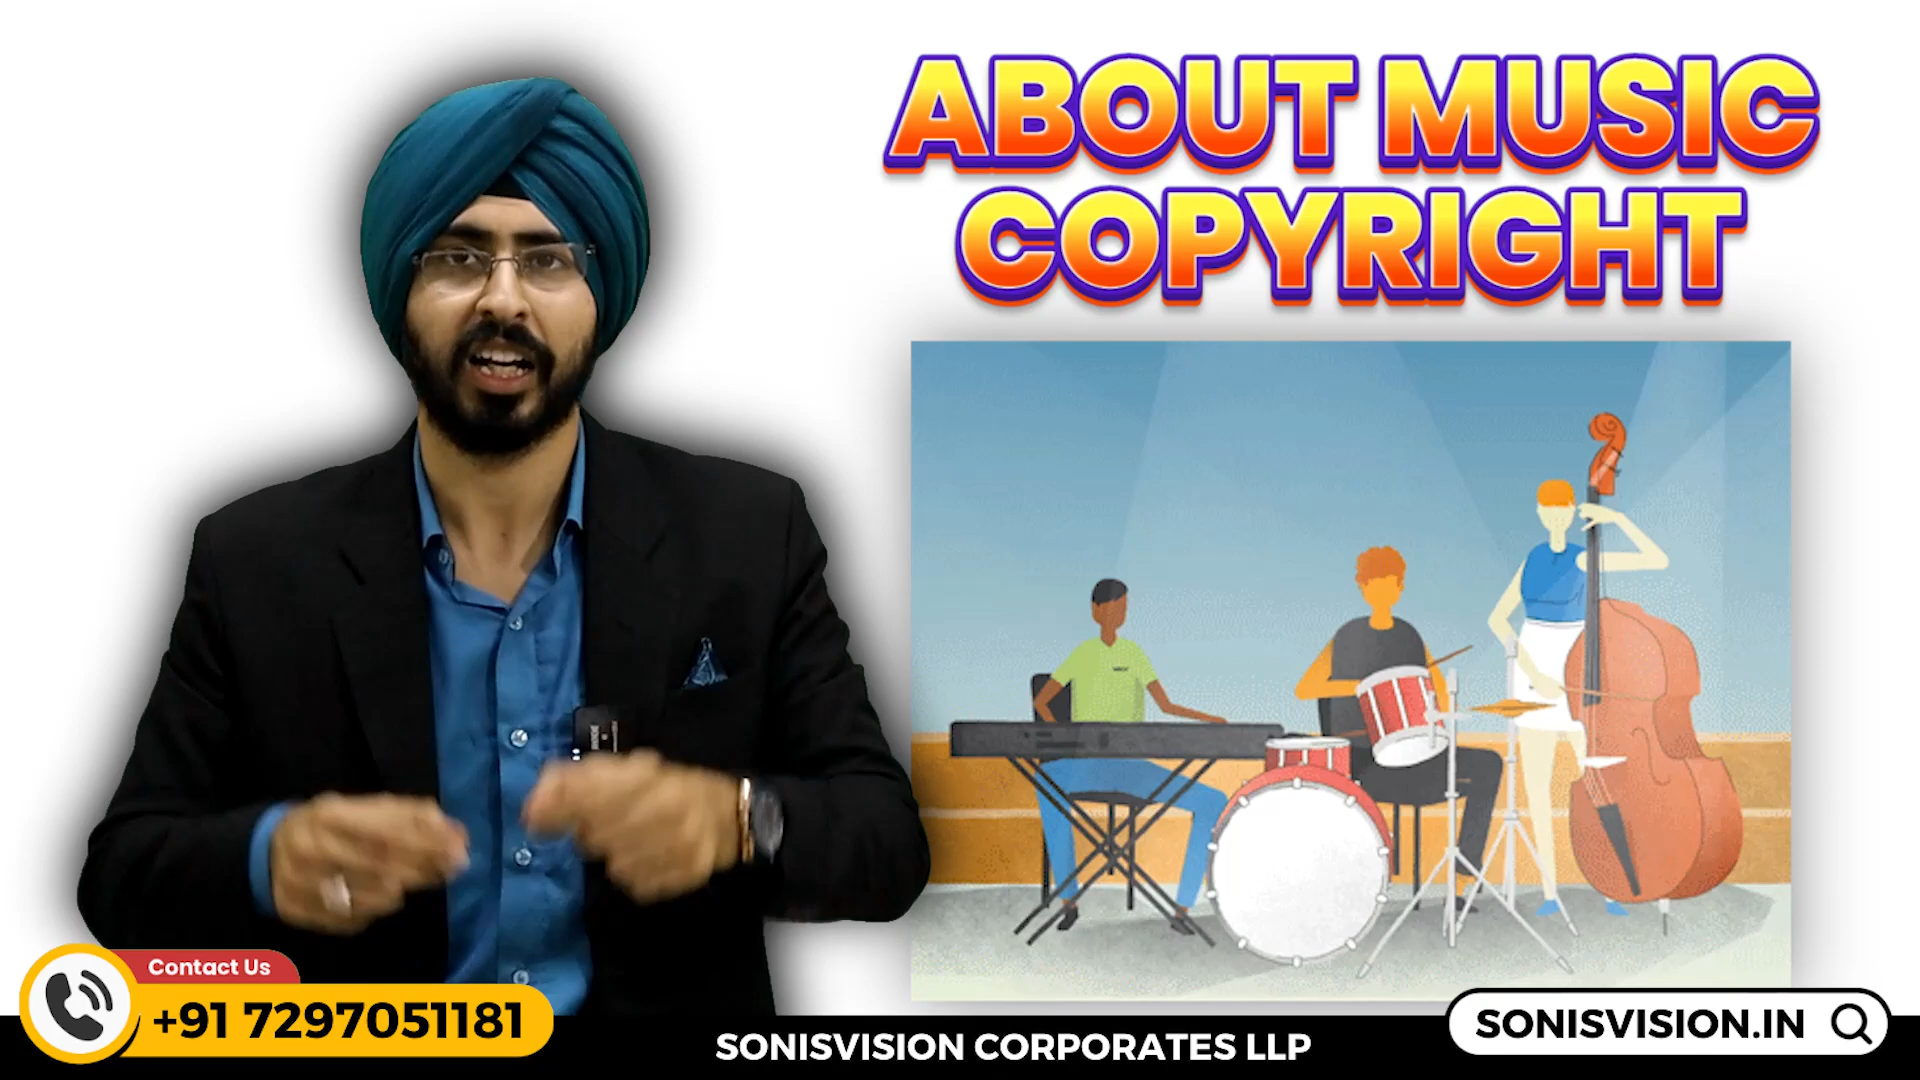 ABOUT MUSIC
COPYRIGHT
Contact Us
+91 7297051181
SONISVISION CORPORATES LLP
SONISVISION.IN